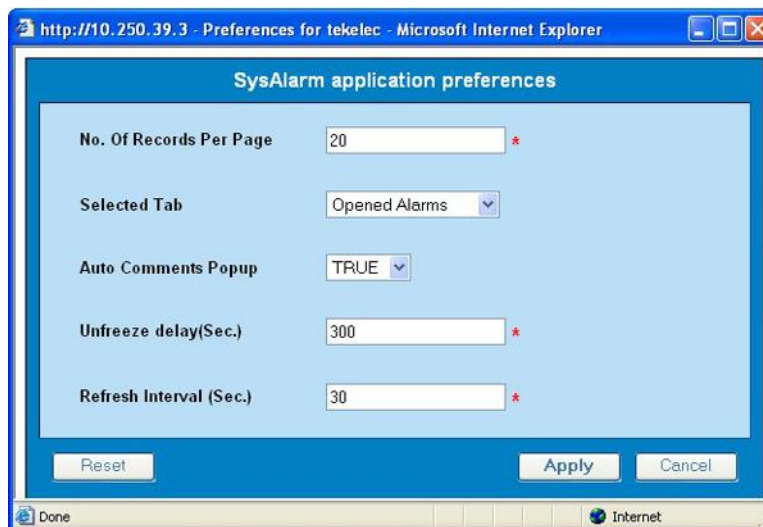 http://10.250.39.3 - Preferences for tekelec - Microsoft Internet Explorer
SysAlarm application preferences
No. Of Records Per Page 20 *
Selected Tab Opened Alarms
Auto Comments Popup TRUE
Unfreeze delay(Sec.) 300 *
Refresh Interval (Sec.) 30 *
Reset Apply Cancel
Done Internet